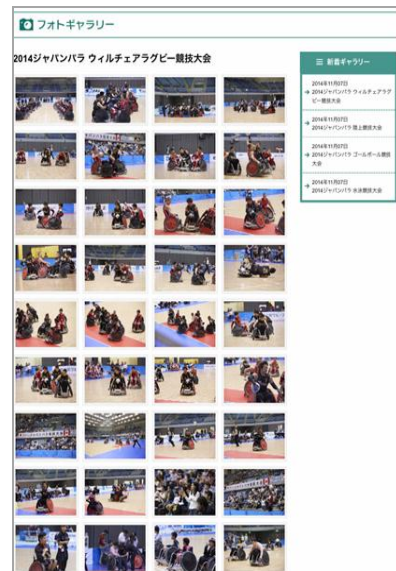 フォトギャラリー
2014ジャパンパラ ウィルチェアラグビー競技大会
新着ギャラリー
2014年11月07日
2014ジャパンパラ ウィルチェアラグ
ビー競技大会
2014年11月07日
2014ジャパンパラ 陸上競技大会
2014年11月07日
2014ジャパンパラ ゴールボール競技
大会
2014年11月07日
2014ジャパンパラ 水泳競技大会